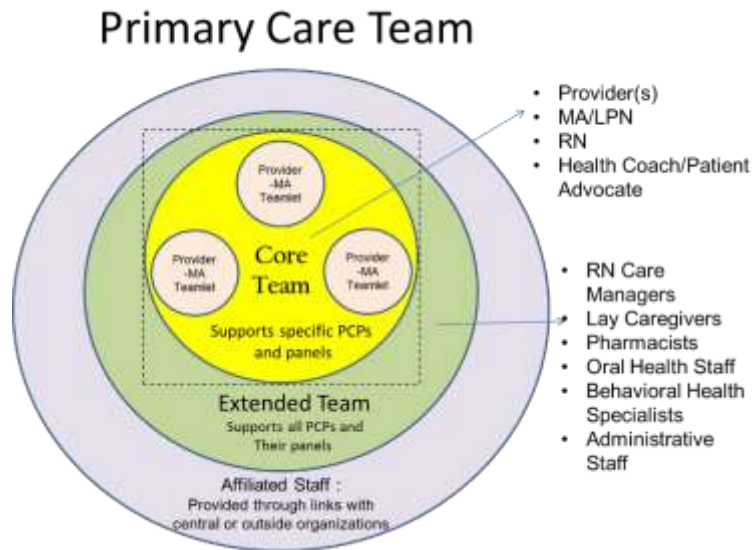 Primary Care Team
Provider
-MA
Teamlet
Provider
-MA
Teamlet
Provider
-MA
Teamlet
Core
Team
Supports specific PCPs
and panels
Extended Team
Supports all PCPs and
Their panels
Affiliated Staff :
Provided through links with
central or outside organizations
• Provider(s)
• MA/LPN
• RN
• Health Coach/Patient
Advocate
• RN Care
Managers
• Lay Caregivers
• Pharmacists
• Oral Health Staff
• Behavioral Health
Specialists
• Administrative
Staff